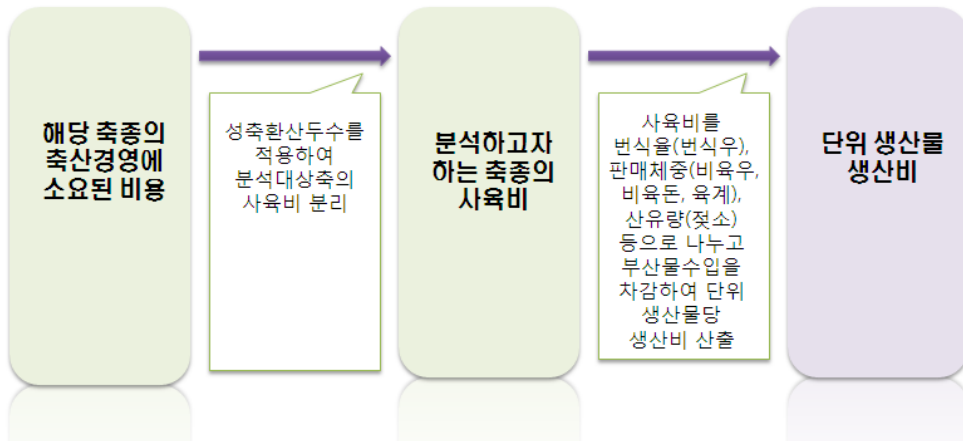 해당 축종의
축산경영에
소요된 비용
성축환산두수를
적용하여
분석대상축의
사육비 분리
분석하고자
하는 축종의
사육비
사육비를
번식율(번식우),
판매체중(비육우,
비육돈, 육계),
산유량(젖소)
등으로 나누고
부산물수입을
차감하여 단위
생산물당
생산비 산출
단위 생산물
생산비